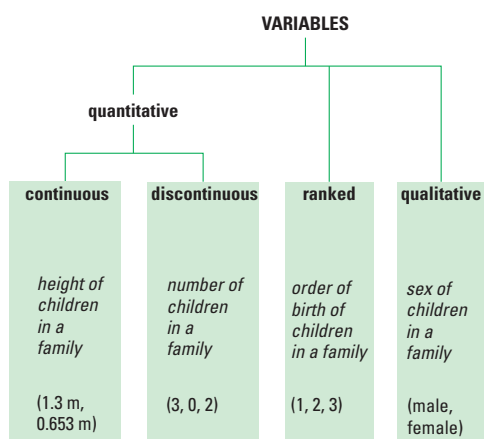 VARIABLES
quantitative
continuous
discontinuous
ranked
qualitative
height of
children
in a
family
number of
children
in a
family
order of
birth of
children
in a family
sex of
children
in a
family
(1.3 m,
0.653 m)
(3, 0, 2)
(1, 2, 3)
(male,
female)